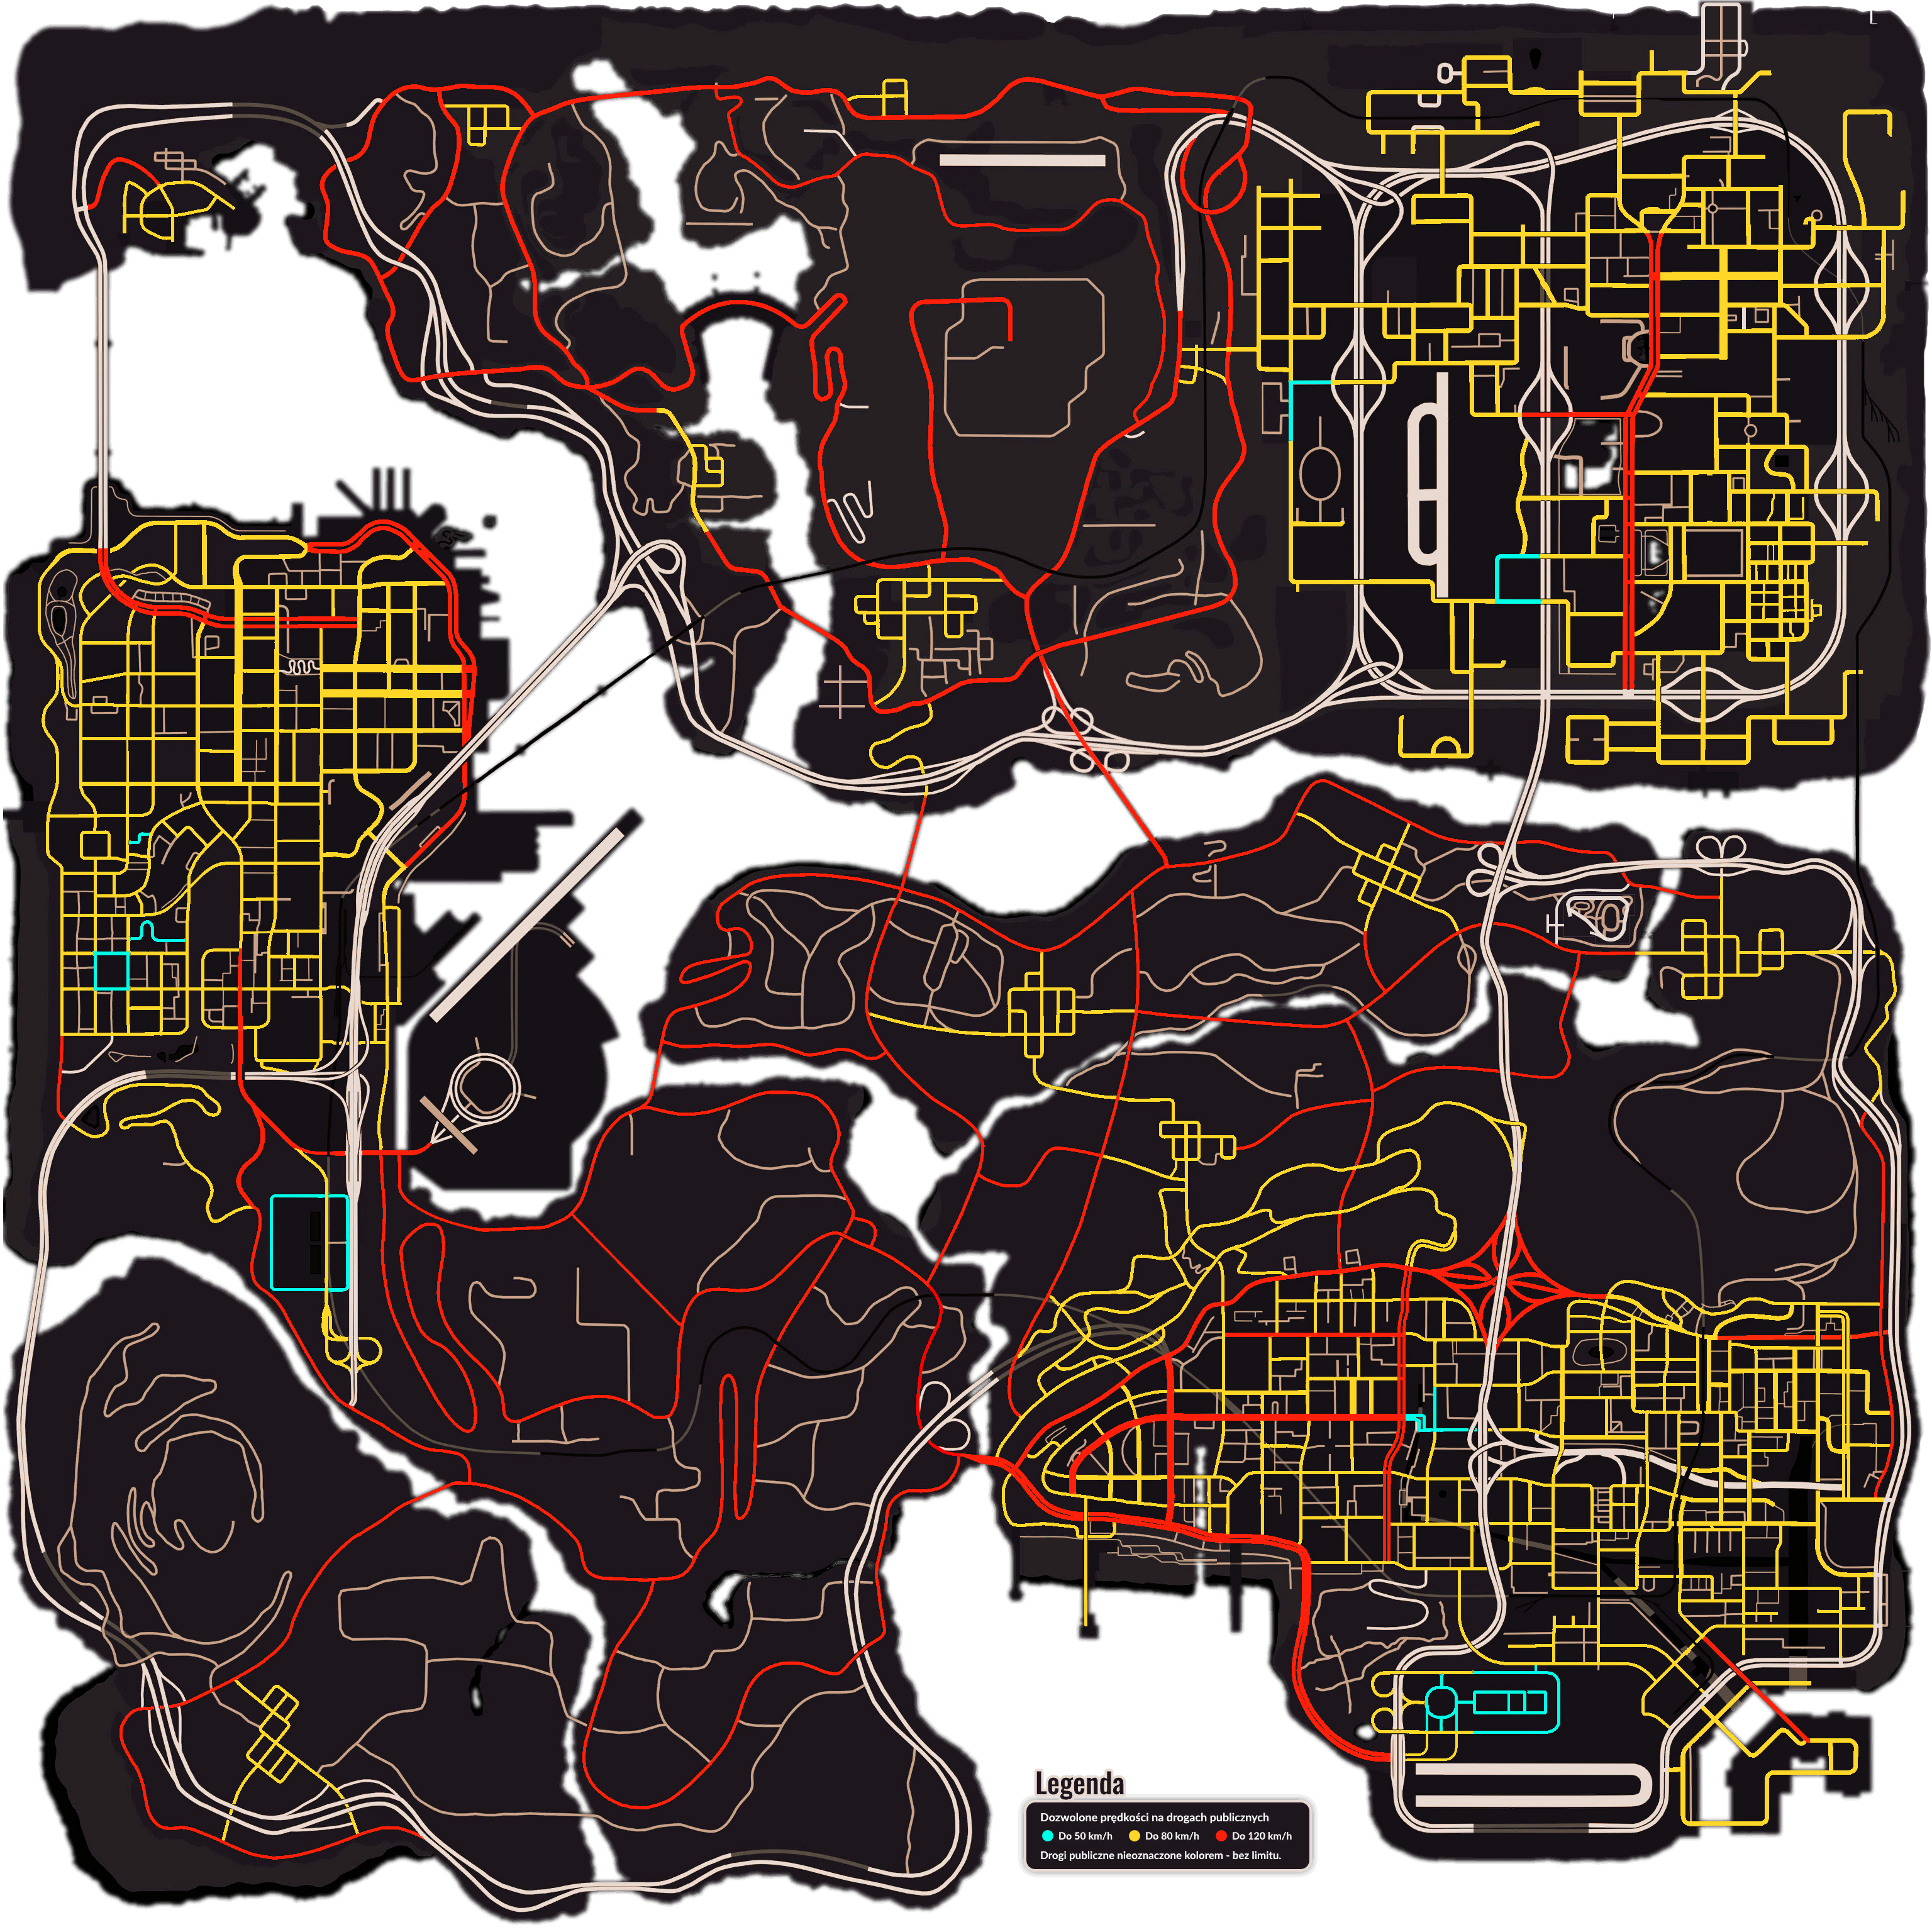 Legenda
Dozwolone prędkości na drogach publicznych
Do 50 km/h Do 80 km/h Do 120 km/h
Drogi publiczne nieoznaczone kolorem - bez limitu.